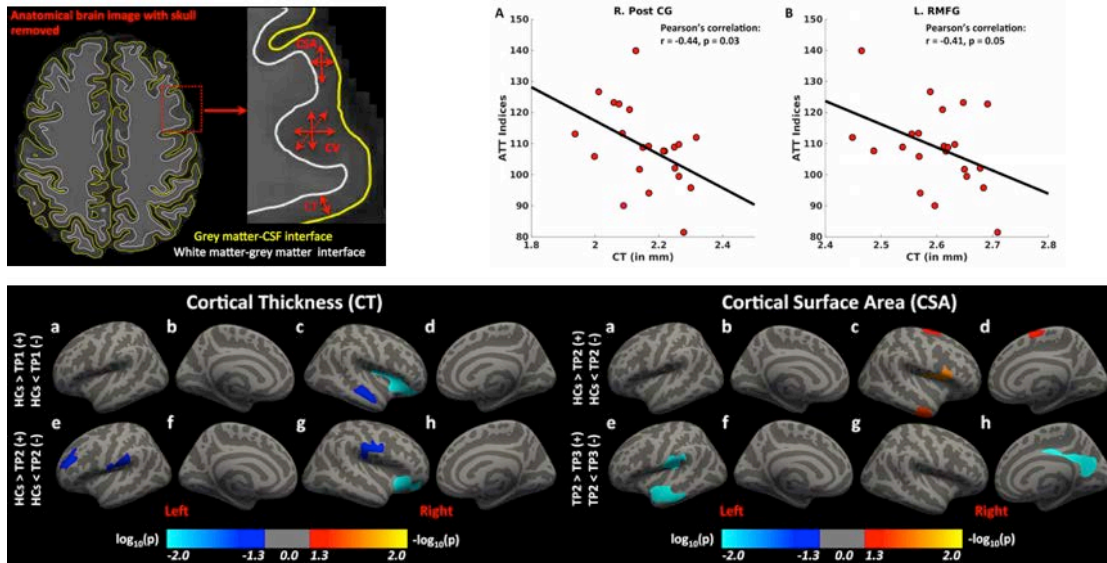 Anatomical brain image with skull
removed
CSA
CV
CT
Grey matter-CSF interface
White matter-grey matter interface
A
R. Post CG
Pearson's correlation:
r = -0.44, p = 0.03
ATT Indices
150
140
130
120
110
100
90
80
1.8
2
2.2
2.4
CT (in mm)
B
L. RMFG
Pearson's correlation:
r = -0.41, p = 0.05
ATT Indices
150
140
130
120
110
100
90
80
2.4
2.5
2.6
2.7
2.8
CT (in mm)
Cortical Thickness (CT)
a
b
c
d
HCs > TP1 (+)
HCs < TP1 (-)
e
f
g
h
HCs > TP2 (+)
HCs < TP2 (-)
Left
Right
log10(p)
-log10(p)
-2.0
-1.3
0.0
1.3
2.0
Cortical Surface Area (CSA)
a
b
c
d
HCs > TP2 (+)
HCs < TP2 (-)
e
f
g
h
TP2 > TP3 (+)
TP2 < TP3 (-)
Left
Right
log10(p)
-log10(p)
-2.0
-1.3
0.0
1.3
2.0